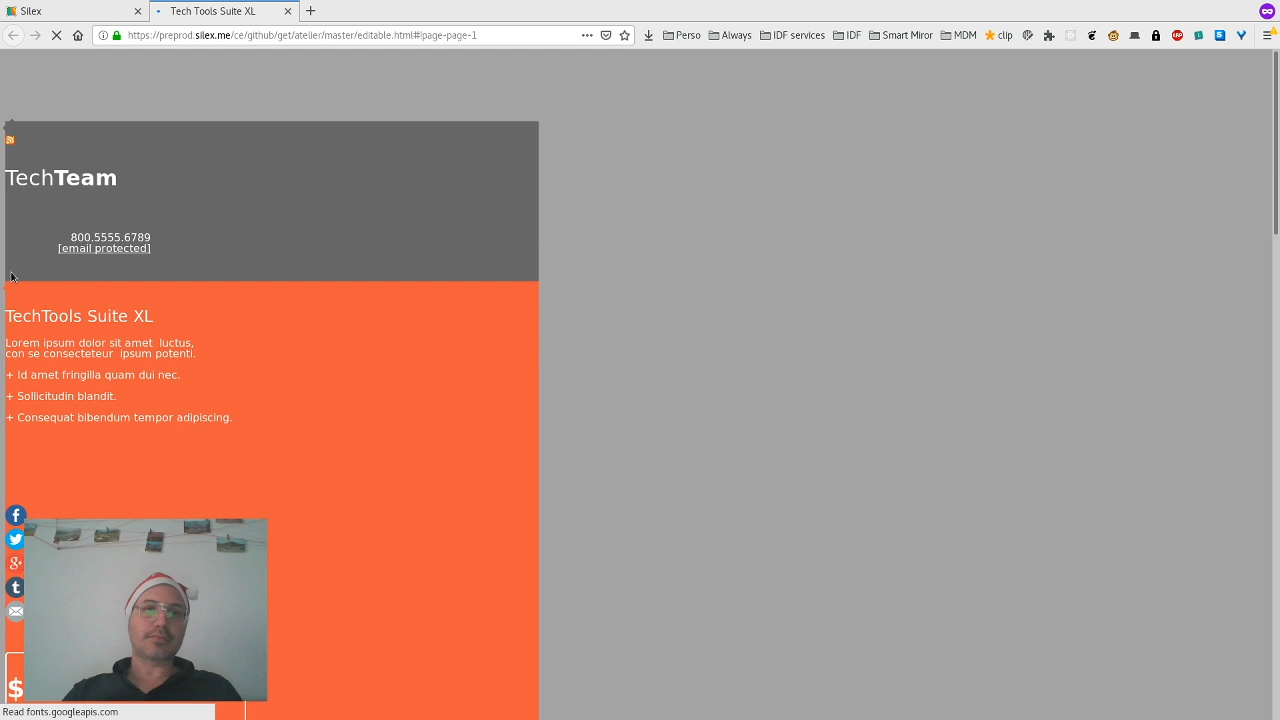 Silex
Tech Tools Suite XL
https://preprod.silex.me/ce/github/get/atelier/master/editable.html#!page-page-1
Perso
Always
IDF services
IDF
Smart Miror
MDM
clip
TechTeam
800.5555.6789
[email protected]
TechTools Suite XL
Lorem ipsum dolor sit amet luctus,
con se consecteteur ipsum potenti.
+ Id amet fringilla quam dui nec.
+ Sollicitudin blandit.
+ Consequat bibendum tempor adipiscing.
$
Read fonts.googleapis.com